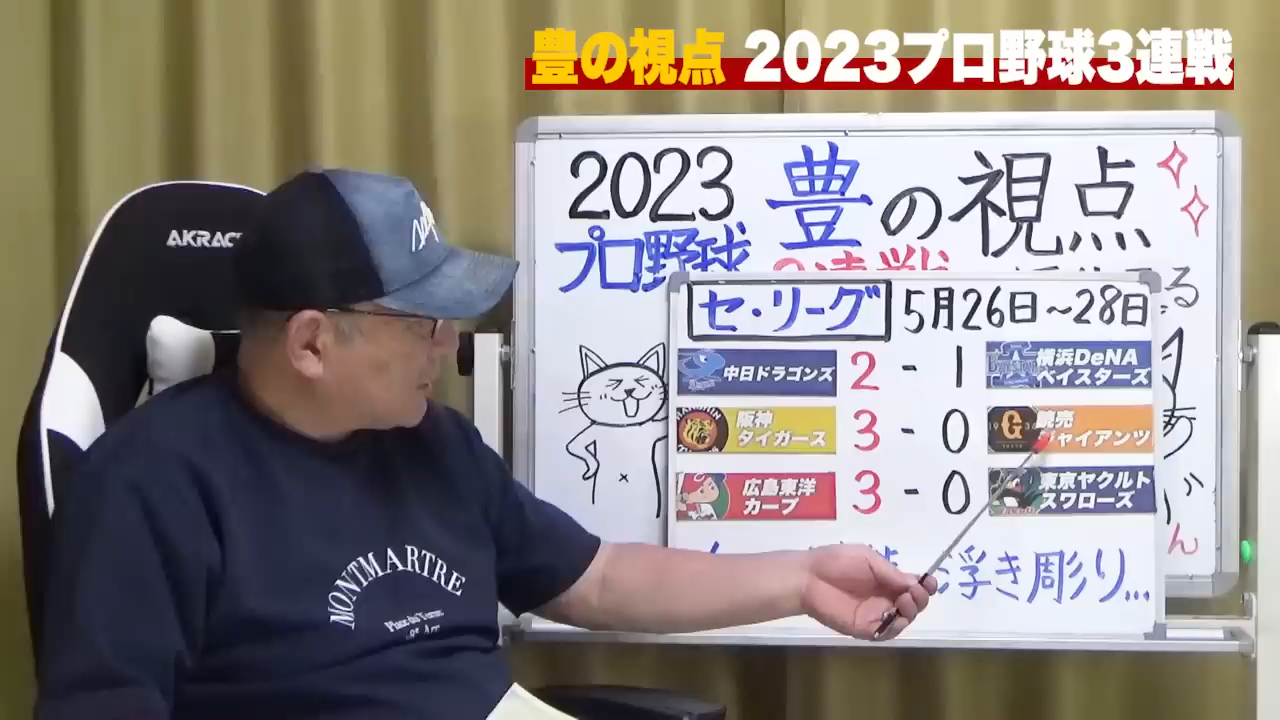 豊の視点 2023プロ野球3連戦
2023 豊の視点
プロ野球
セ・リーグ 5月26日~28日
中日ドラゴンズ 2 - 1 横浜DeNA ベイスターズ
阪神 タイガース 3 - 0 読売 ジャイアンツ
広島東洋 カープ 3 - 0 東京ヤクルト スワローズ
浮き彫り...
AKRAC
MONTMARTRE